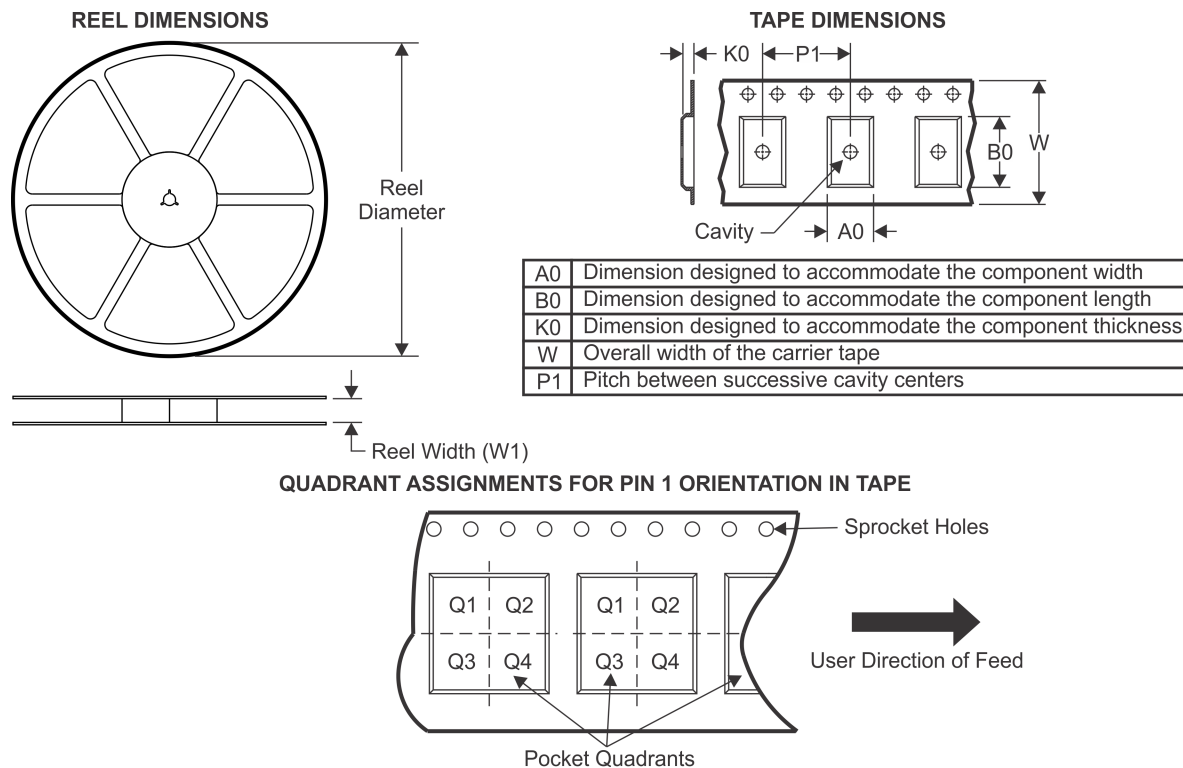 REEL DIMENSIONS
TAPE DIMENSIONS
K0
P1
Reel
Diameter
B0
W
Cavity
A0
A0 Dimension designed to accommodate the component width
B0 Dimension designed to accommodate the component length
K0 Dimension designed to accommodate the component thickness
W Overall width of the carrier tape
P1 Pitch between successive cavity centers
Reel Width (W1)
QUADRANT ASSIGNMENTS FOR PIN 1 ORIENTATION IN TAPE
Sprocket Holes
Q1 Q2 Q1 Q2
Q3 Q4 Q3 Q4
User Direction of Feed
Pocket Quadrants